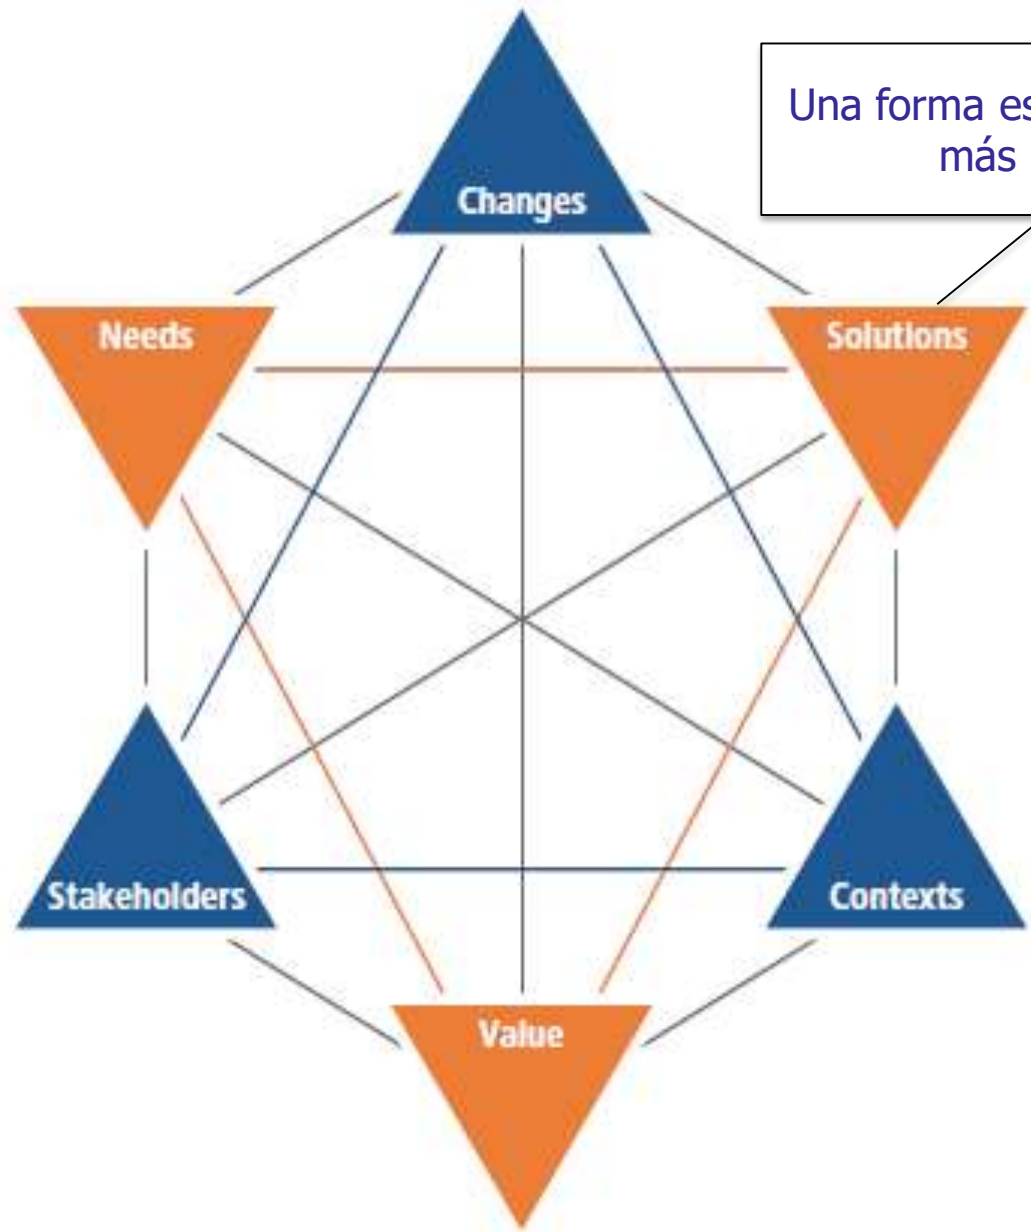 Una forma es
más
Changes
Needs
Solutions
Stakeholders
Contexts
Value